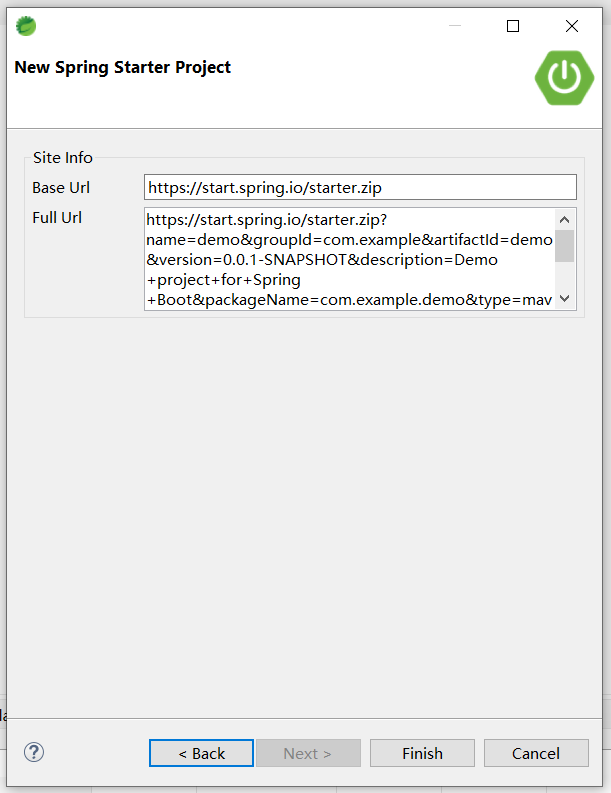 New Spring Starter Project
Site Info
Base Url
https://start.spring.io/starter.zip
Full Url
https://start.spring.io/starter.zip?
name=demo&groupId=com.example&artifactId=demo
&version=0.0.1-SNAPSHOT&description=Demo
+project+for+Spring
+Boot&packageName=com.example.demo&type=mav
?
< Back
Next >
Finish
Cancel